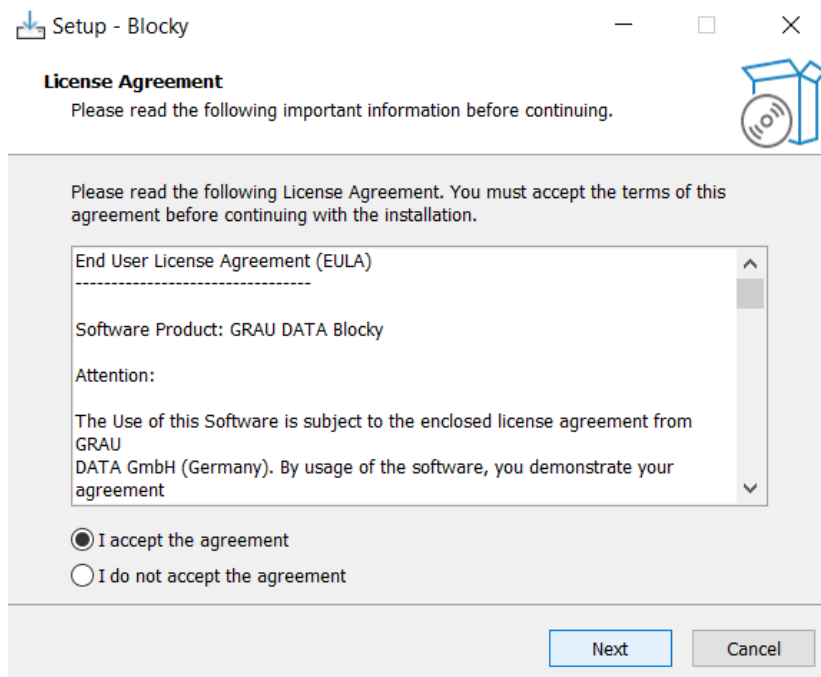 Setup - Blocky
License Agreement
Please read the following important information before continuing.
Please read the following License Agreement. You must accept the terms of this
agreement before continuing with the installation.
End User License Agreement (EULA)
---------------------------------
Software Product: GRAU DATA Blocky
Attention:
The Use of this Software is subject to the enclosed license agreement from
GRAU
DATA GmbH (Germany). By usage of the software, you demonstrate your
agreement
I accept the agreement
I do not accept the agreement
Next
Cancel